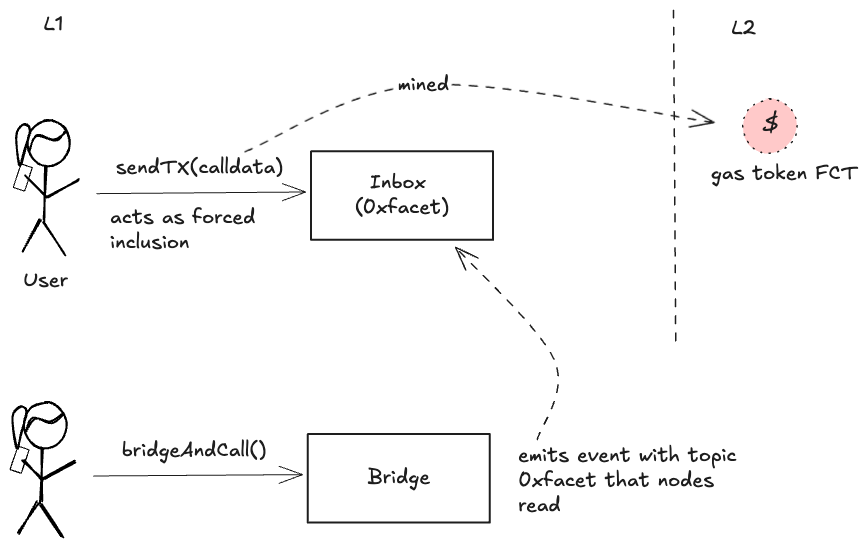 L1
L2
mined
$
gas token FCT
sendTX(calldata)
acts as forced
inclusion
Inbox
(0xfacet)
User
bridgeAndCall()
Bridge
emits event with topic
0xfacet that nodes
read